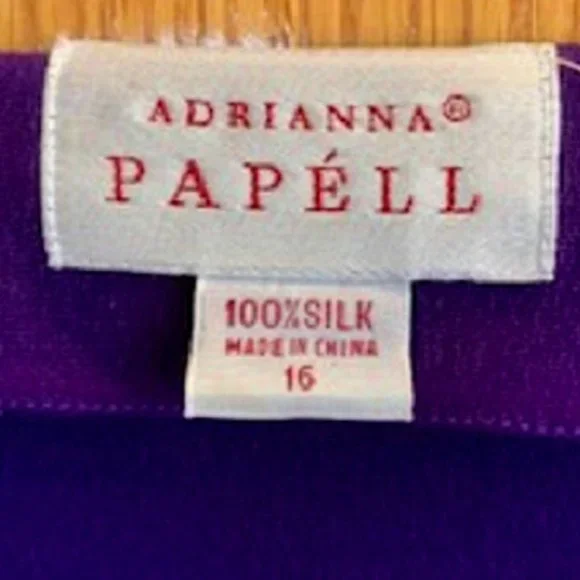 ADRIANNA®
PAPÉLL
100%SILK
MADE IN CHINA
16